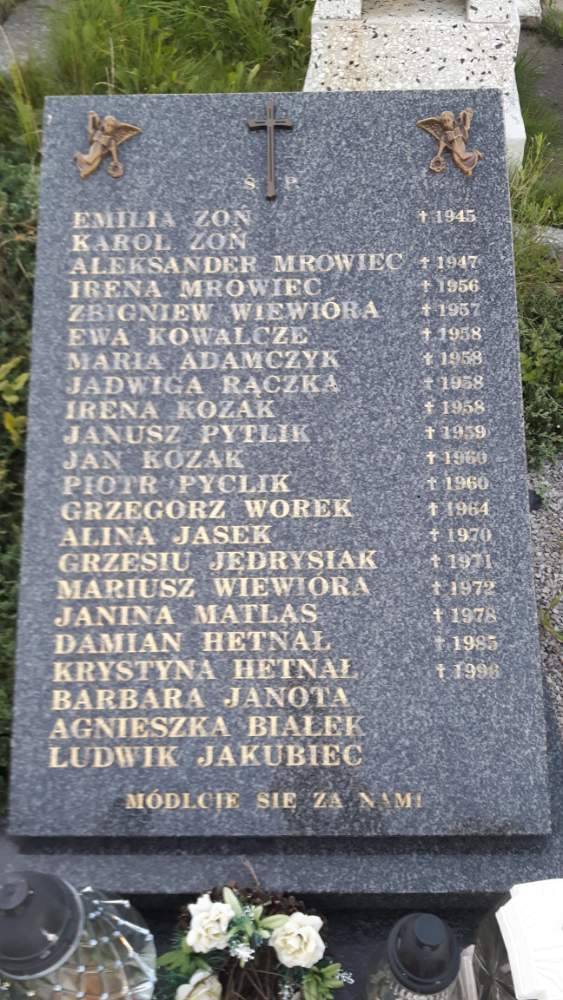 Ś P
EMILIA ZOŃ †1945
KAROL ZOŃ
ALEKSANDER MROWIEC †1947
IRENA MROWIEC †1956
ZBIGNIEW WIEWIÓRA †1957
EWA KOWALCZE †1958
MARIA ADAMCZYK †1958
JADWIGA RĄCZKA †1958
IRENA KOZAK †1958
JANUSZ PYTLIK †1959
JAN KOZAK †1960
PIOTR PYCLIK †1960
GRZEGORZ WOREK †1964
ALINA JASEK †1970
GRZESIU JĘDRYSIAK †1971
MARIUSZ WIEWIÓRA †1972
JANINA MATLAS †1978
DAMIAN HETNAŁ †1985
KRYSTYNA HETNAŁ †1996
BARBARA JANOTA
AGNIESZKA BIAŁEK
LUDWIK JAKUBIEC
MÓDLCIE SIĘ ZA NAMI